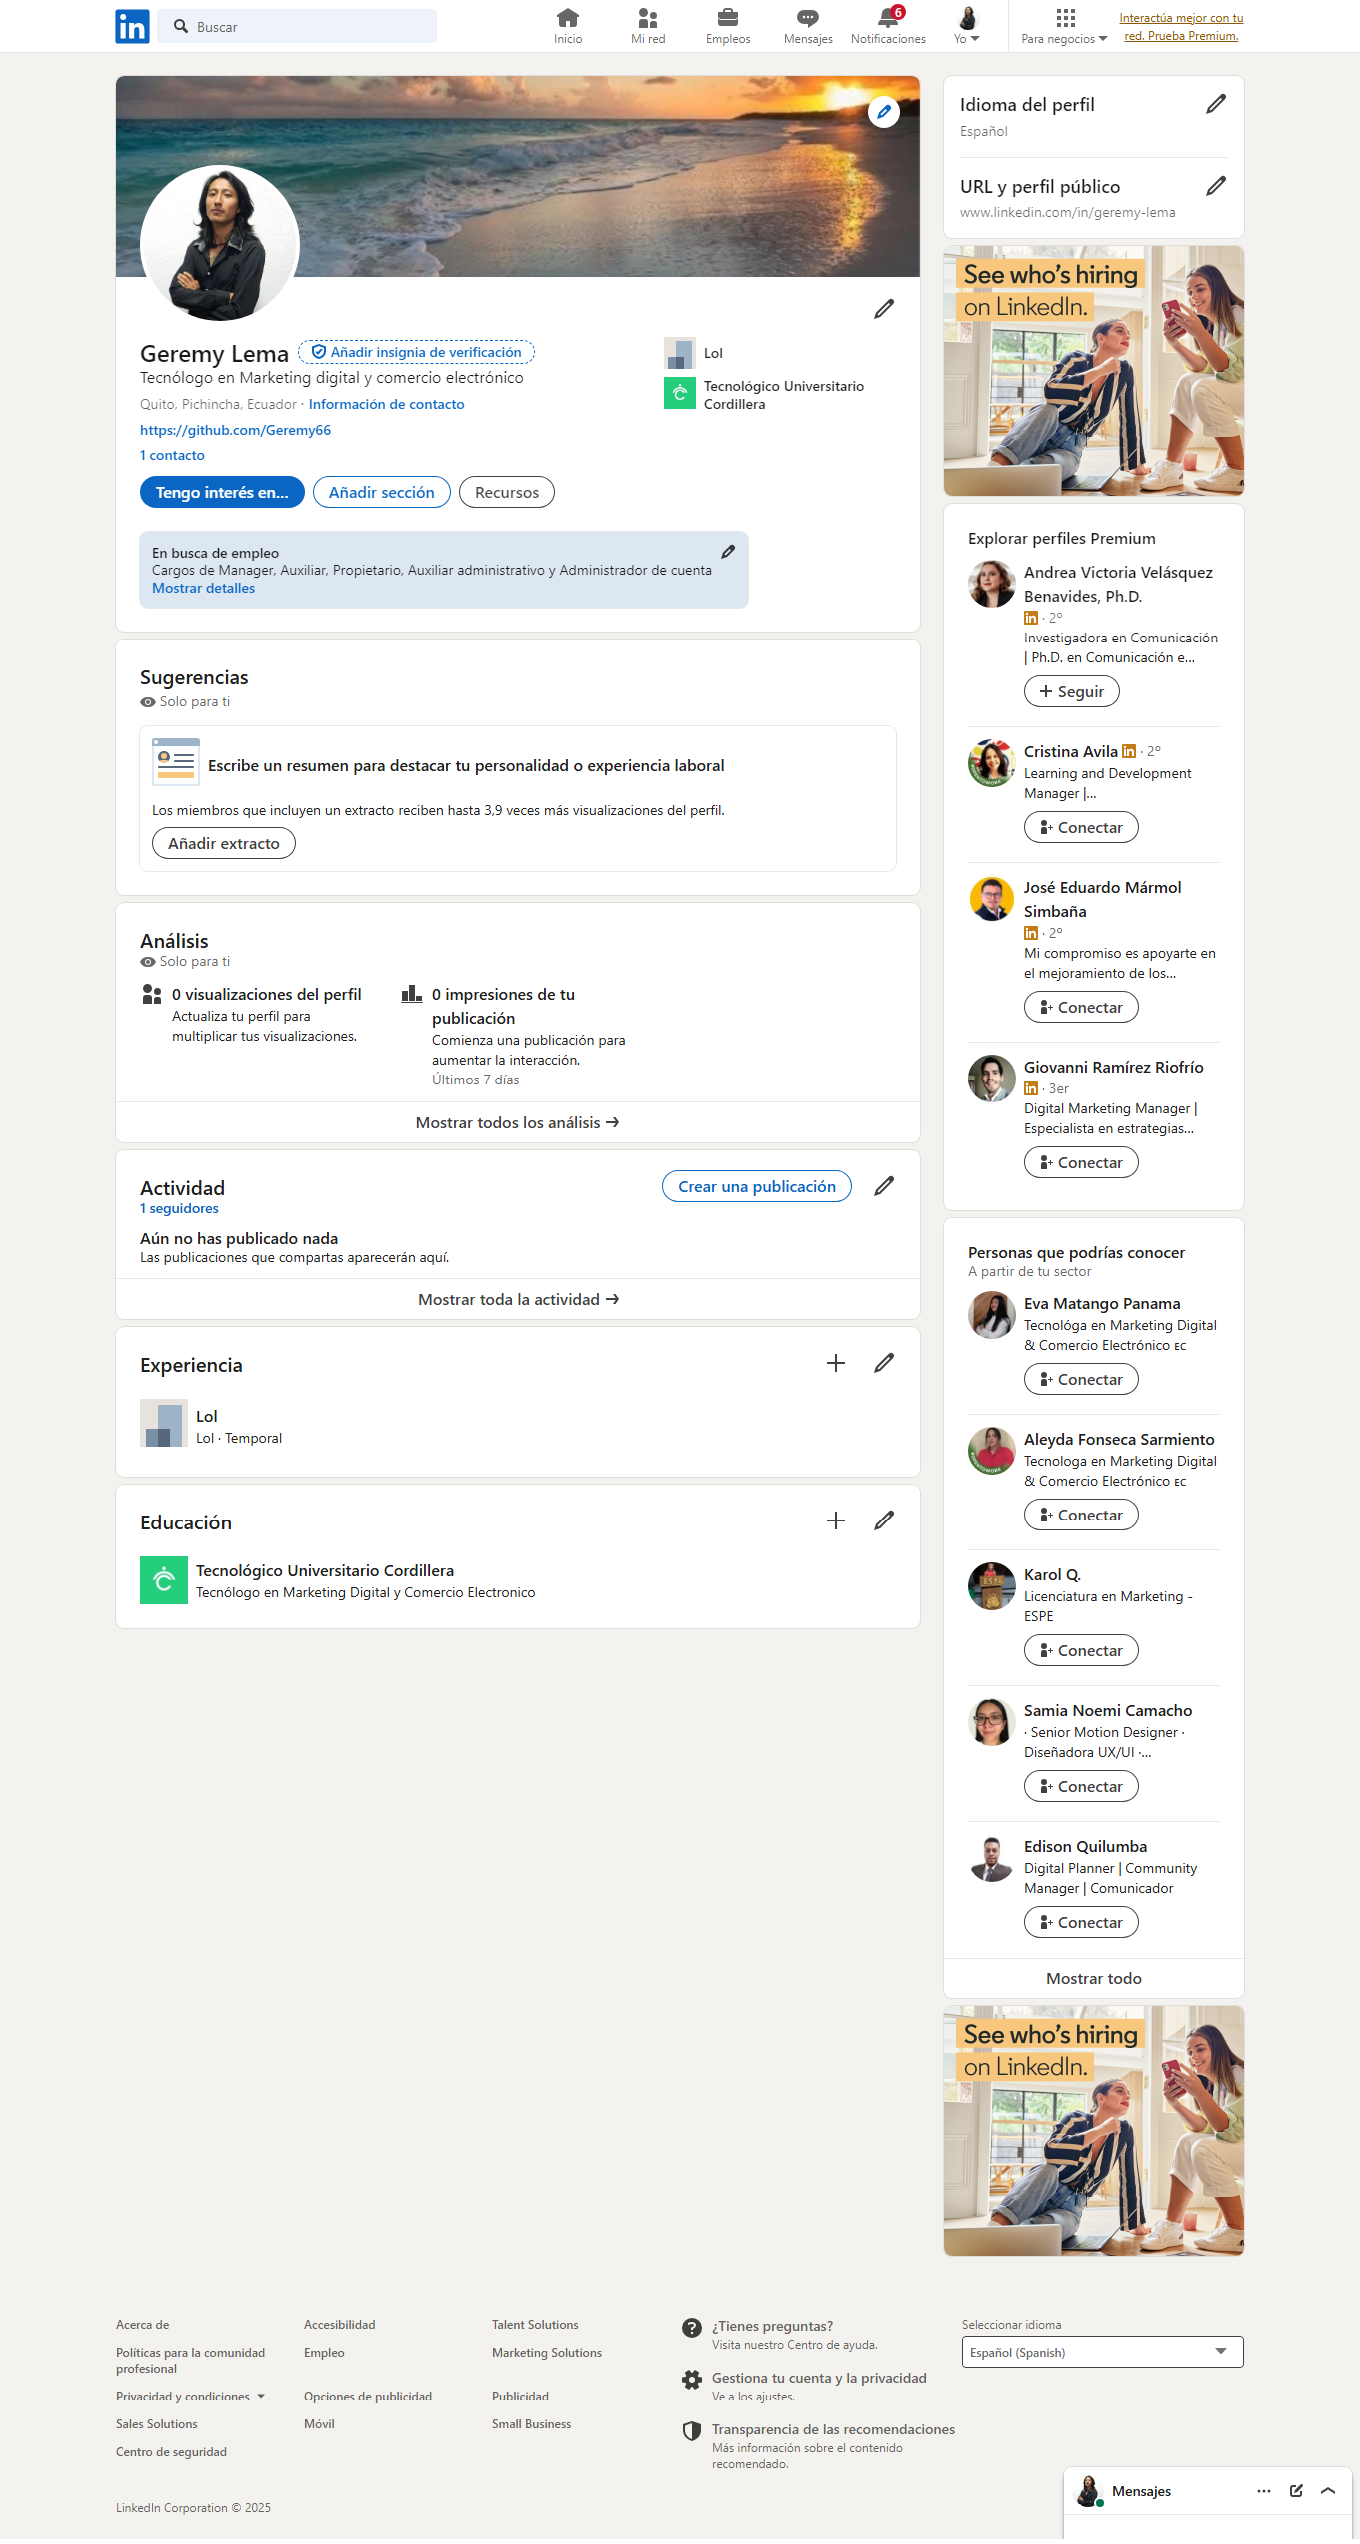 in
Buscar
Inicio
Mi red
Empleos
Mensajes
6
Notificaciones
Yo
Para negocios
Interactúa mejor con tu
red. Prueba Premium.
Geremy Lema
Añadir insignia de verificación
Tecnólogo en Marketing digital y comercio electrónico
Quito, Pichincha, Ecuador · Información de contacto
https://github.com/Geremy66
1 contacto
Lol
Tecnológico Universitario
Cordillera
Tengo interés en...
Añadir sección
Recursos
En busca de empleo
Cargos de Manager, Auxiliar, Propietario, Auxiliar administrativo y Administrador de cuenta
Mostrar detalles
Sugerencias
Solo para ti
Escribe un resumen para destacar tu personalidad o experiencia laboral
Los miembros que incluyen un extracto reciben hasta 3,9 veces más visualizaciones del perfil.
Añadir extracto
Análisis
Solo para ti
0 visualizaciones del perfil
Actualiza tu perfil para
multiplicar tus visualizaciones.
0 impresiones de tu
publicación
Comienza una publicación para
aumentar la interacción.
Últimos 7 días
Mostrar todos los análisis →
Actividad
1 seguidores
Crear una publicación
Aún no has publicado nada
Las publicaciones que compartas aparecerán aquí.
Mostrar toda la actividad →
Experiencia
Lol
Lol · Temporal
Educación
Tecnológico Universitario Cordillera
Tecnólogo en Marketing Digital y Comercio Electronico
Idioma del perfil
Español
URL y perfil público
www.linkedin.com/in/geremy-lema
See who's hiring
on LinkedIn.
Explorar perfiles Premium
Andrea Victoria Velásquez
Benavides, Ph.D.
in · 2º
Investigadora en Comunicación
| Ph.D. en Comunicación e...
+ Seguir
Cristina Avila in · 2º
Learning and Development
Manager |...
Conectar
José Eduardo Mármol
Simbaña
in · 2º
Mi compromiso es apoyarte en
el mejoramiento de los...
Conectar
Giovanni Ramírez Riofrío
in · 3er
Digital Marketing Manager |
Especialista en estrategias...
Conectar
Personas que podrías conocer
A partir de tu sector
Eva Matango Panama
Tecnológa en Marketing Digital
& Comercio Electrónico EC
Conectar
Aleyda Fonseca Sarmiento
Tecnologa en Marketing Digital
& Comercio Electrónico EC
Conectar
Karol Q.
Licenciatura en Marketing -
ESPE
Conectar
Samia Noemi Camacho
· Senior Motion Designer ·
Diseñadora UX/UI ·...
Conectar
Edison Quilumba
Digital Planner | Community
Manager | Comunicador
Conectar
Mostrar todo
See who's hiring
on LinkedIn.
Acerca de
Accesibilidad
Talent Solutions
Políticas para la comunidad
profesional
Empleo
Marketing Solutions
Privacidad y condiciones
Opciones de publicidad
Publicidad
Sales Solutions
Móvil
Small Business
Centro de seguridad
¿Tienes preguntas?
Visita nuestro Centro de ayuda.
Gestiona tu cuenta y la privacidad
Ve a los ajustes.
Transparencia de las recomendaciones
Más información sobre el contenido
recomendado.
Seleccionar idioma
Español (Spanish)
LinkedIn Corporation © 2025
Mensajes